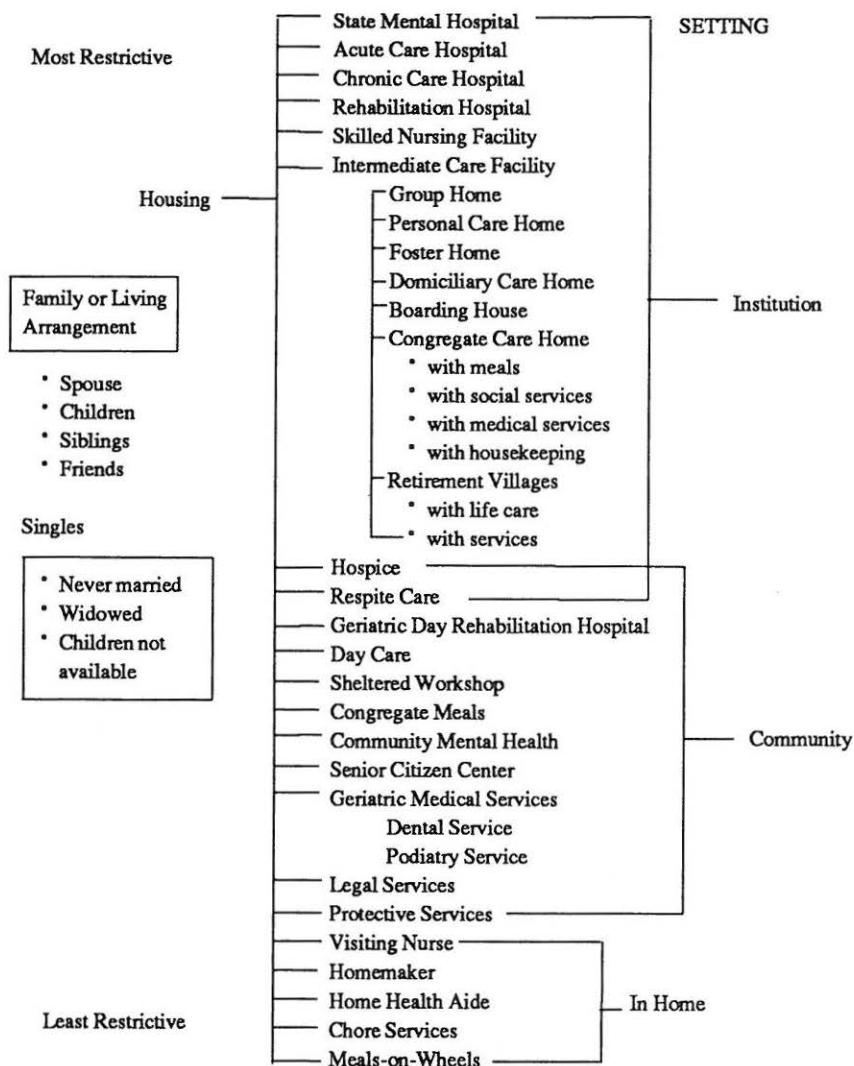 State Mental Hospital
SETTING
Most Restrictive
Acute Care Hospital
Chronic Care Hospital
Rehabilitation Hospital
Skilled Nursing Facility
Intermediate Care Facility
Housing
Group Home
Personal Care Home
Foster Home
Domiciliary Care Home
Boarding House
Congregate Care Home
• with meals
• with social services
• with medical services
• with housekeeping
Retirement Villages
• with life care
• with services
Institution
Family or Living
Arrangement
• Spouse
• Children
• Siblings
• Friends
Singles
• Never married
• Widowed
• Children not
available
Hospice
Respite Care
Geriatric Day Rehabilitation Hospital
Day Care
Sheltered Workshop
Congregate Meals
Community Mental Health
Senior Citizen Center
Geriatric Medical Services
Dental Service
Podiatry Service
Legal Services
Protective Services
Community
Visiting Nurse
Homemaker
Home Health Aide
Chore Services
Meals-on-Wheels
In Home
Least Restrictive